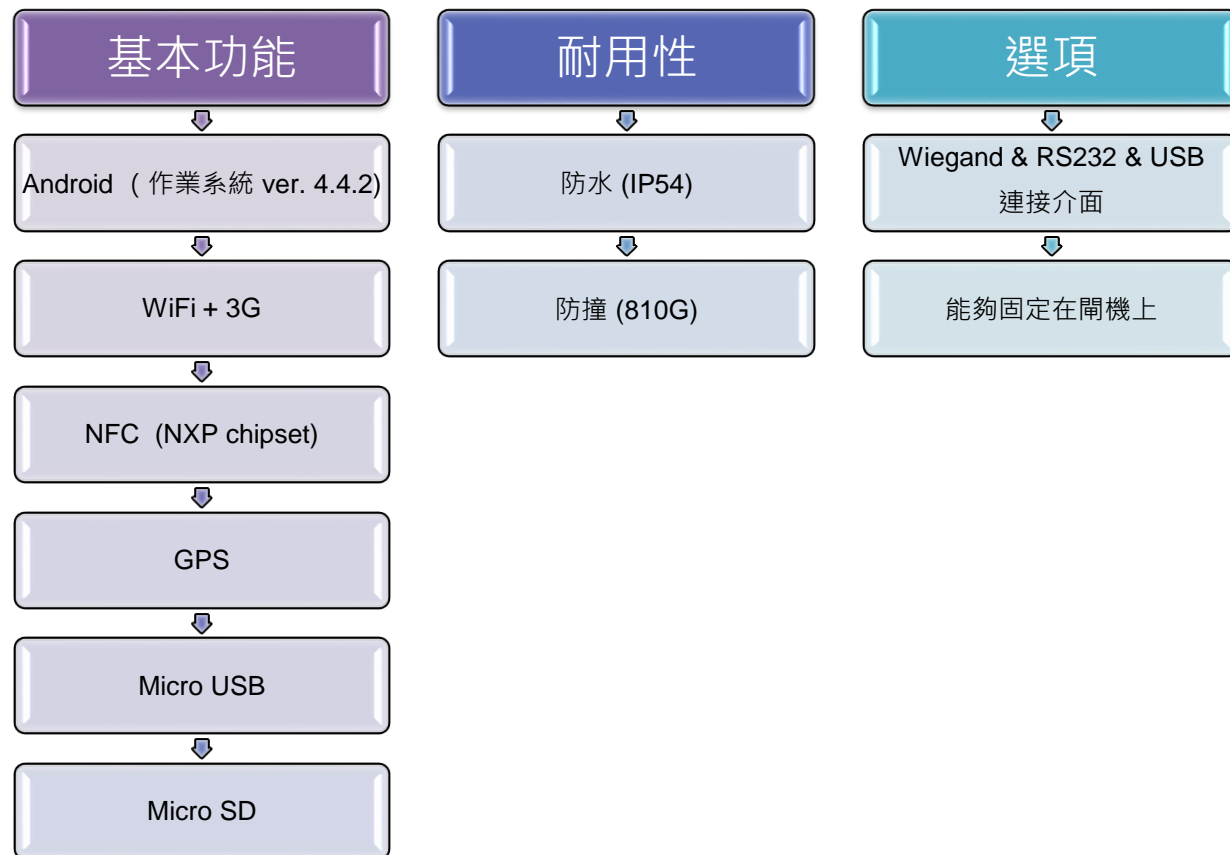 基本功能
Android （作業系統 ver. 4.4.2)
WiFi + 3G
NFC (NXP chipset)
GPS
Micro USB
Micro SD
耐用性
防水 (IP54)
防撞 (810G)
選項
Wiegand & RS232 & USB
連接介面
能夠固定在閘機上